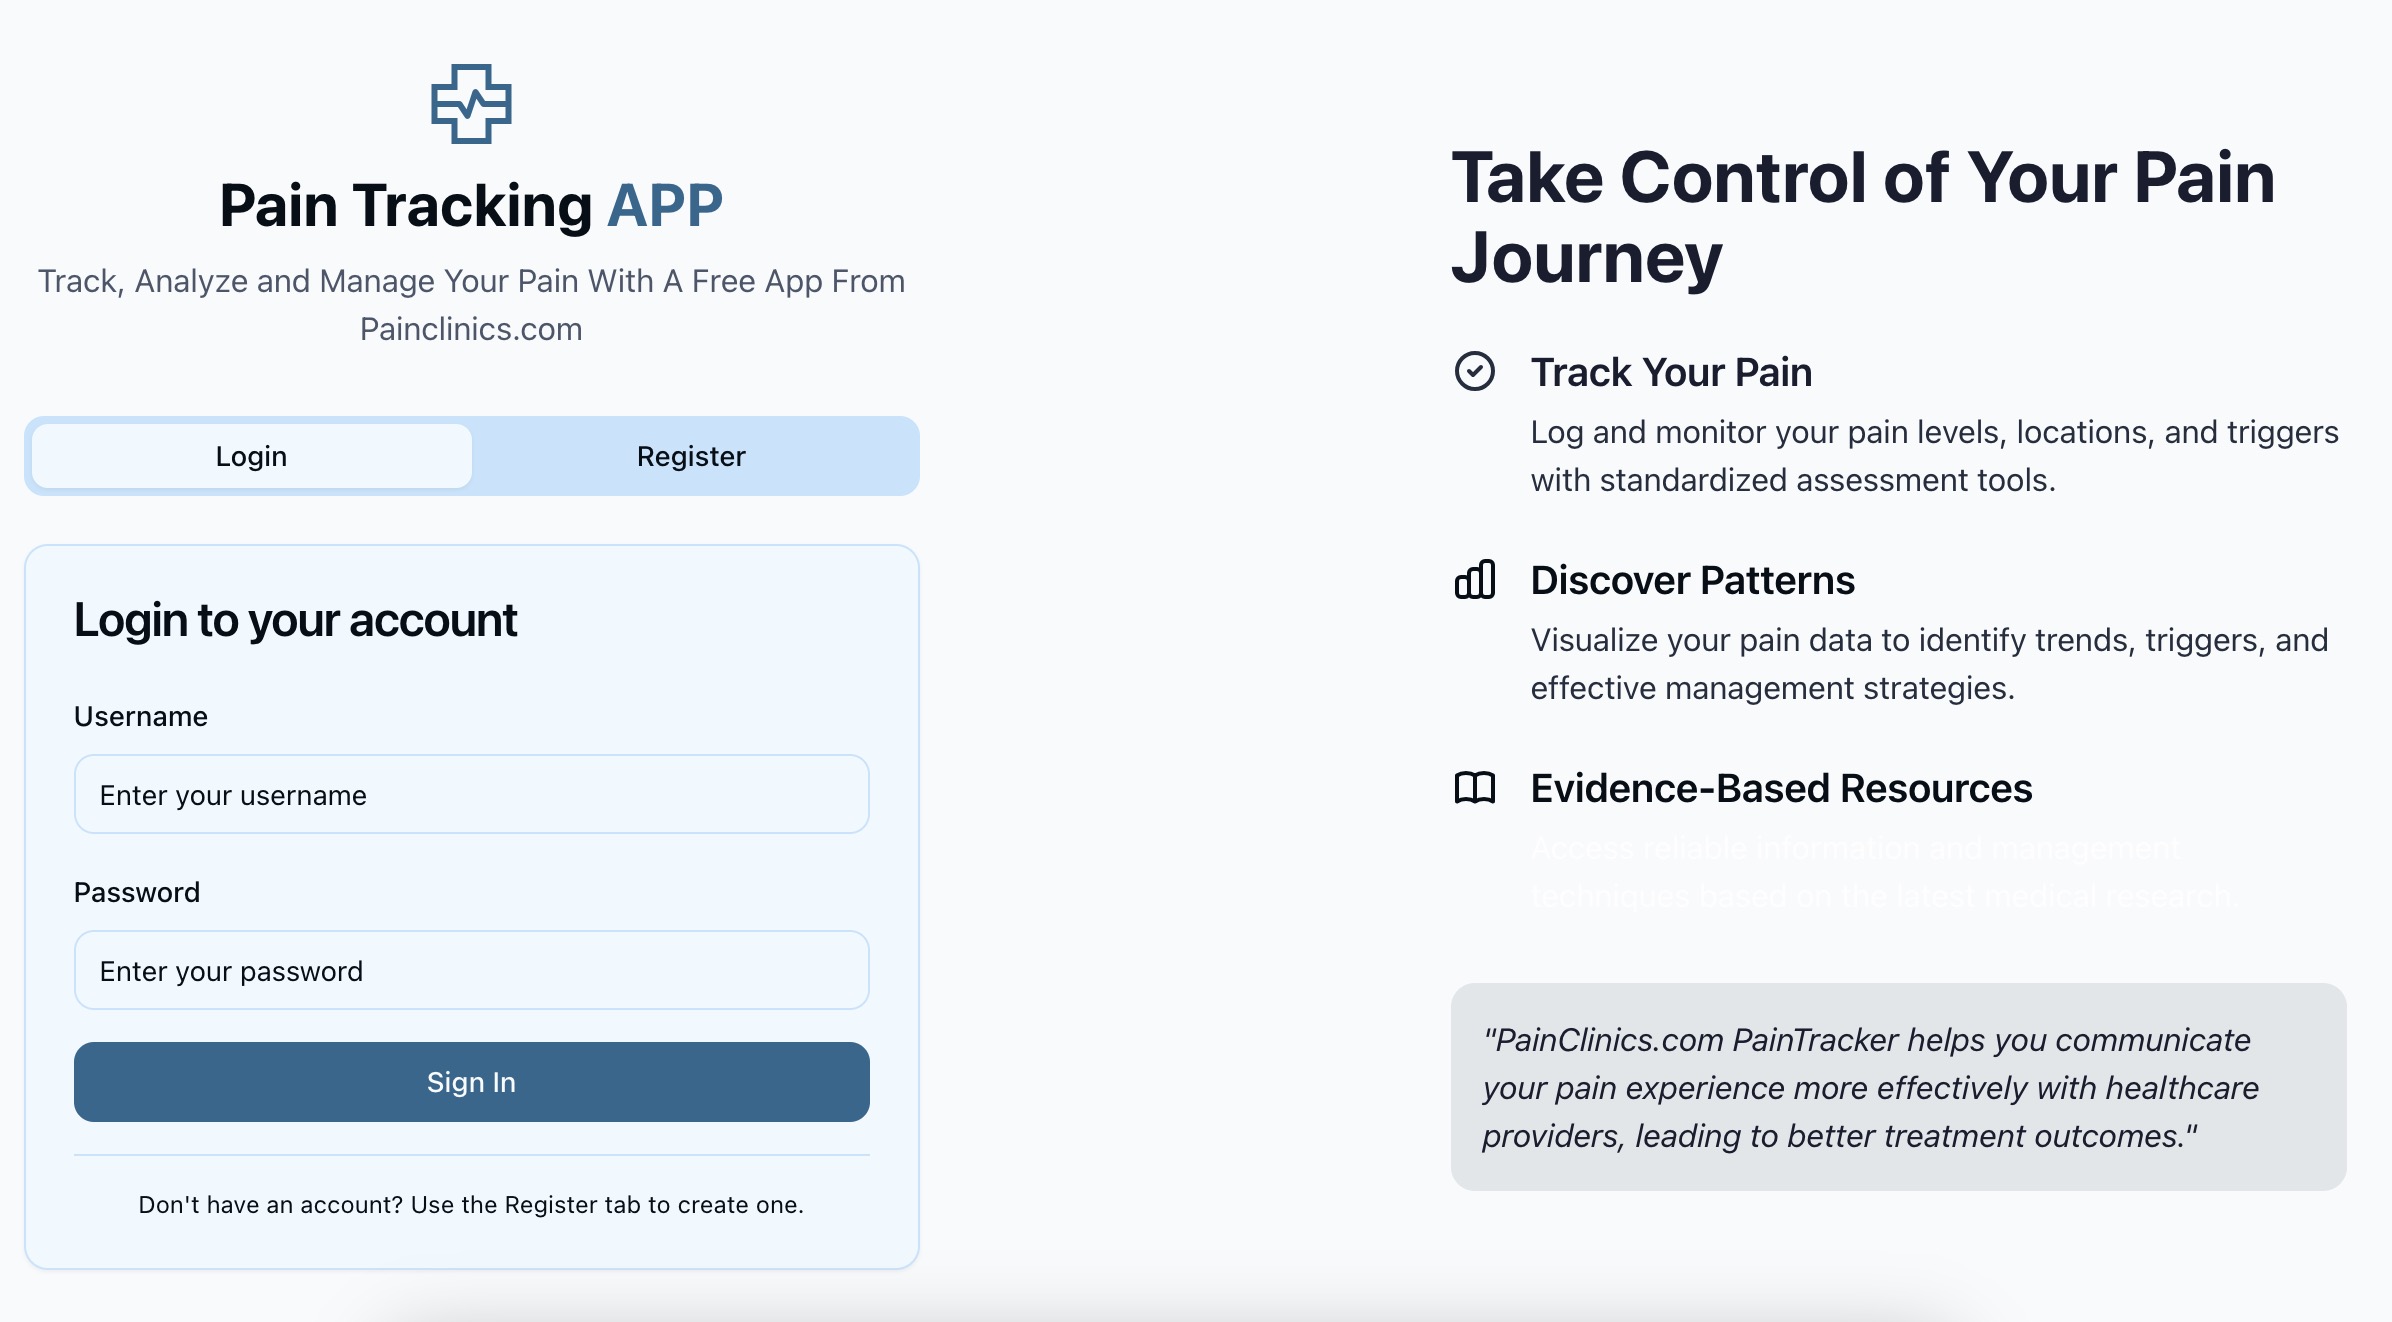 Pain Tracking APP
Track, Analyze and Manage Your Pain With A Free App From
Painclinics.com
Login
Register
Login to your account
Username
Enter your username
Password
Enter your password
Sign In
Don't have an account? Use the Register tab to create one.
Take Control of Your Pain
Journey
Track Your Pain
Log and monitor your pain levels, locations, and triggers
with standardized assessment tools.
Discover Patterns
Visualize your pain data to identify trends, triggers, and
effective management strategies.
Evidence-Based Resources
Access reliable information and management
techniques based on the latest medical research.
"PainClinics.com PainTracker helps you communicate
your pain experience more effectively with healthcare
providers, leading to better treatment outcomes."